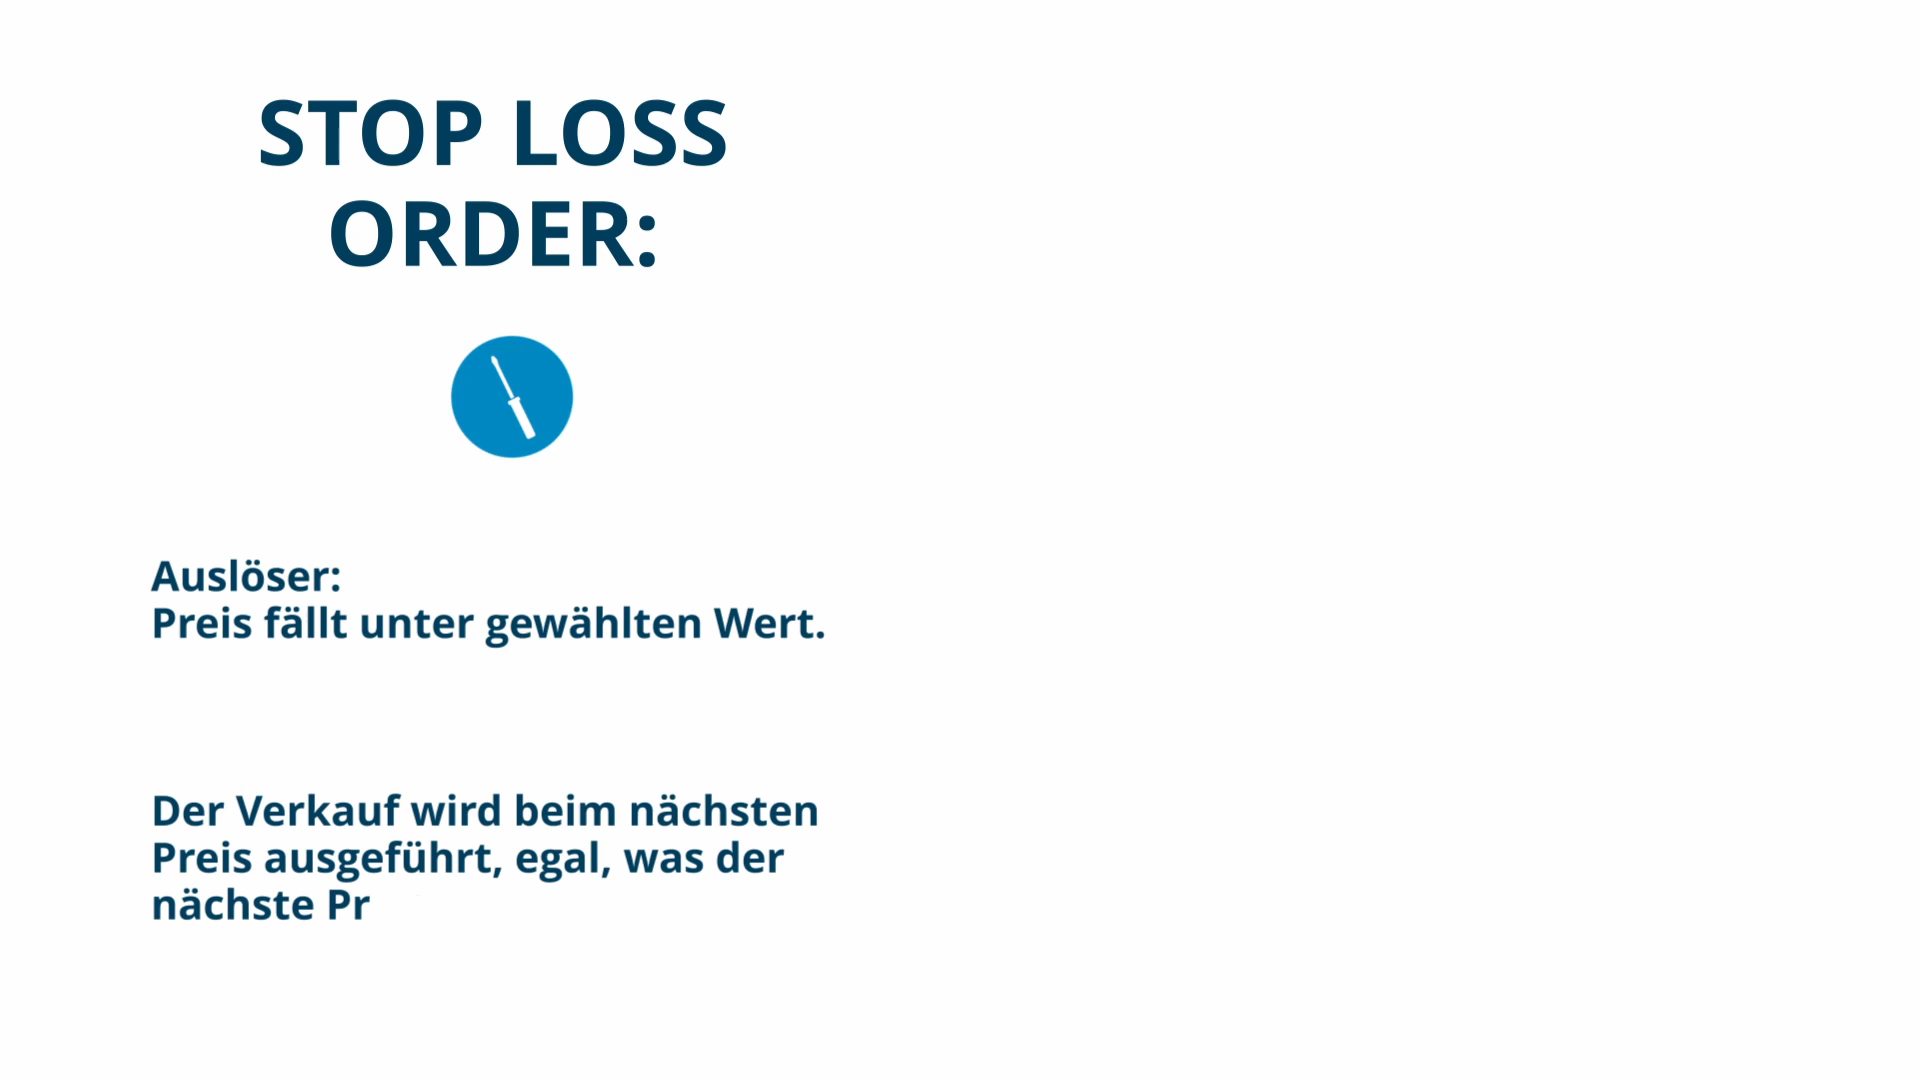 STOP LOSS
ORDER:
Auslöser:
Preis fällt unter gewählten Wert.
Der Verkauf wird beim nächsten
Preis ausgeführt, egal, was der
nächste Pr